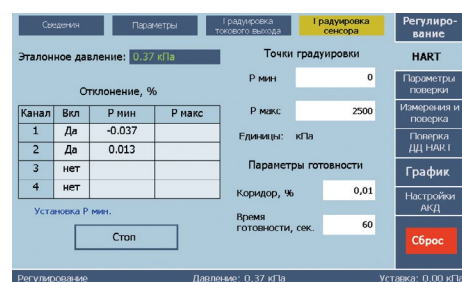 Сведения
Параметры
Градуировка токового выхода
Градуировка сенсора
Регулиро-
вание
Эталонное давление: 0.37 кПа
Точки градуировки
HART
P мин 0
Параметры поверки
Отклонение, %
Канал Вкл P мин P макс
P макс 2500
Измерения и поверка
1 Да -0.037
2 Да 0.013
Единицы: кПа
Поверка ДД HART
3 нет
4 нет
Параметры готовности
График
Коридор, % 0,01
Настройки АКД
Установка P мин.
Время готовности, сек. 60
Стоп
Сброс
Регулирование
Давление: 0.37 кПа
Уставка: 0.00 кПа